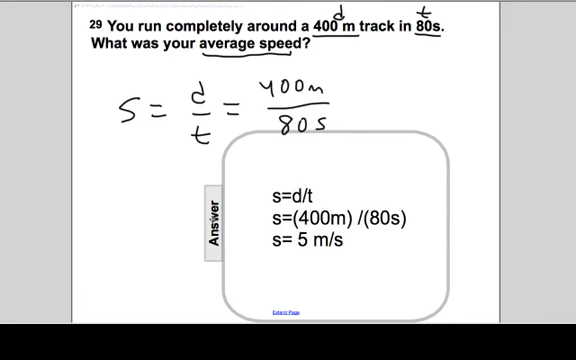 29 You run completely around a 400 m track in 80s.
What was your average speed?
d
t
s = d/t = 400m/80s
Answer
s=d/t
s=(400m) /(80s)
s= 5 m/s
Extend Page